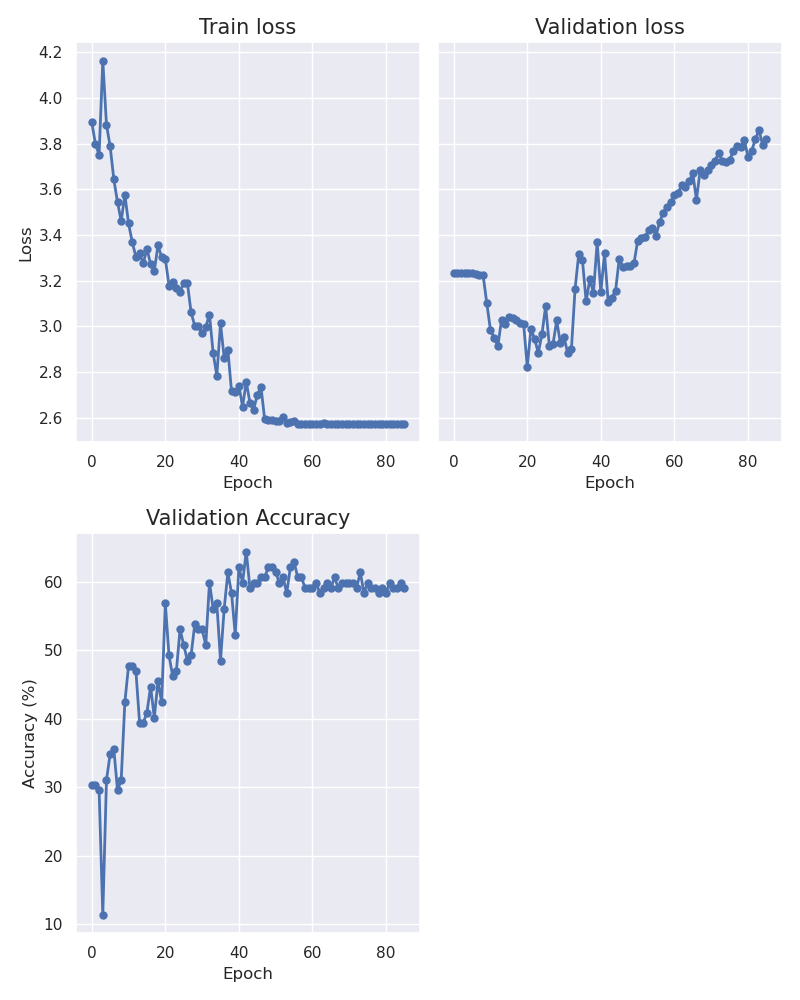 Train loss
Validation loss
4.2
4.0
3.8
3.6
3.4
3.2
3.0
2.8
2.6
Loss
0 20 40 60 80
0 20 40 60 80
Epoch
Epoch
Validation Accuracy
60
50
40
30
20
10
Accuracy (%)
0 20 40 60 80
Epoch